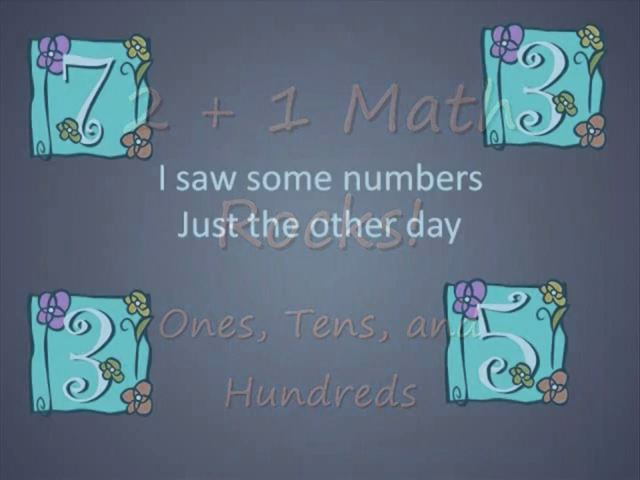 7
3
2 + 1 Math
I saw some numbers
Rocks!
Just the other day
3
5
Ones, Tens, and
Hundreds